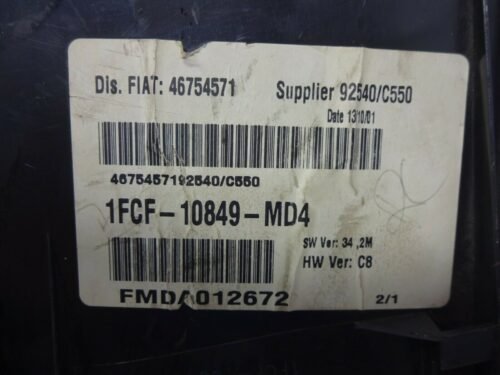 Dis. FIAT: 46754571 Supplier 92540/C550
Date 13/10/01
4675457192540/C550
1FCF-10849-MD4
SW Ver: 34 ,2M
HW Ver: C8
FMDA012672
2/1